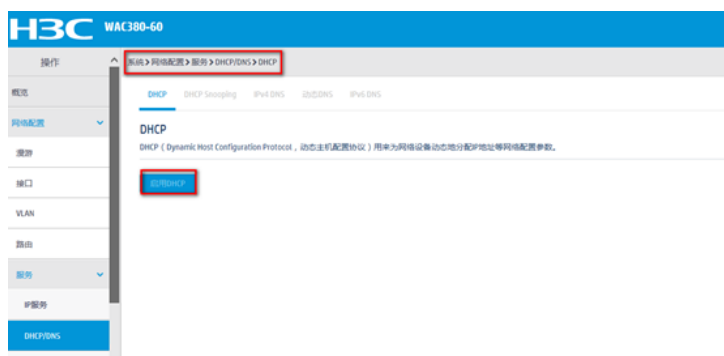 H3C WAC380-60
操作
系统 > 网络配置 > 服务 > DHCP/DNS > DHCP
概览
DHCP DHCP Snooping IPv4 DNS 动态DNS IPv6 DNS
网络配置
DHCP
DHCP（Dynamic Host Configuration Protocol，动态主机配置协议）用来为网络设备动态地分配IP地址等网络配置参数。
漫游
启用DHCP
接口
VLAN
路由
服务
IP服务
DHCP/DNS